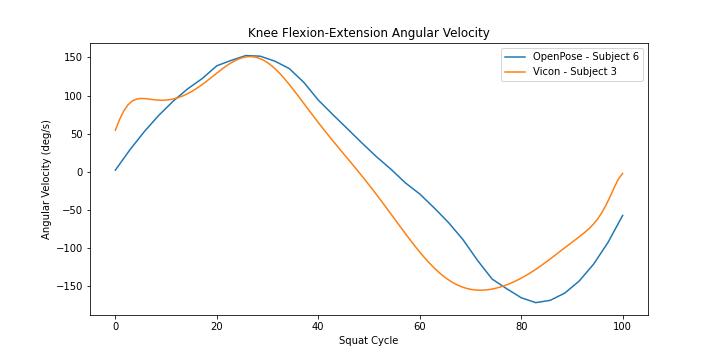 Knee Flexion-Extension Angular Velocity
OpenPose - Subject 6
Vicon - Subject 3
Angular Velocity (deg/s)
150
100
50
0
−50
−100
−150
0 20 40 60 80 100
Squat Cycle